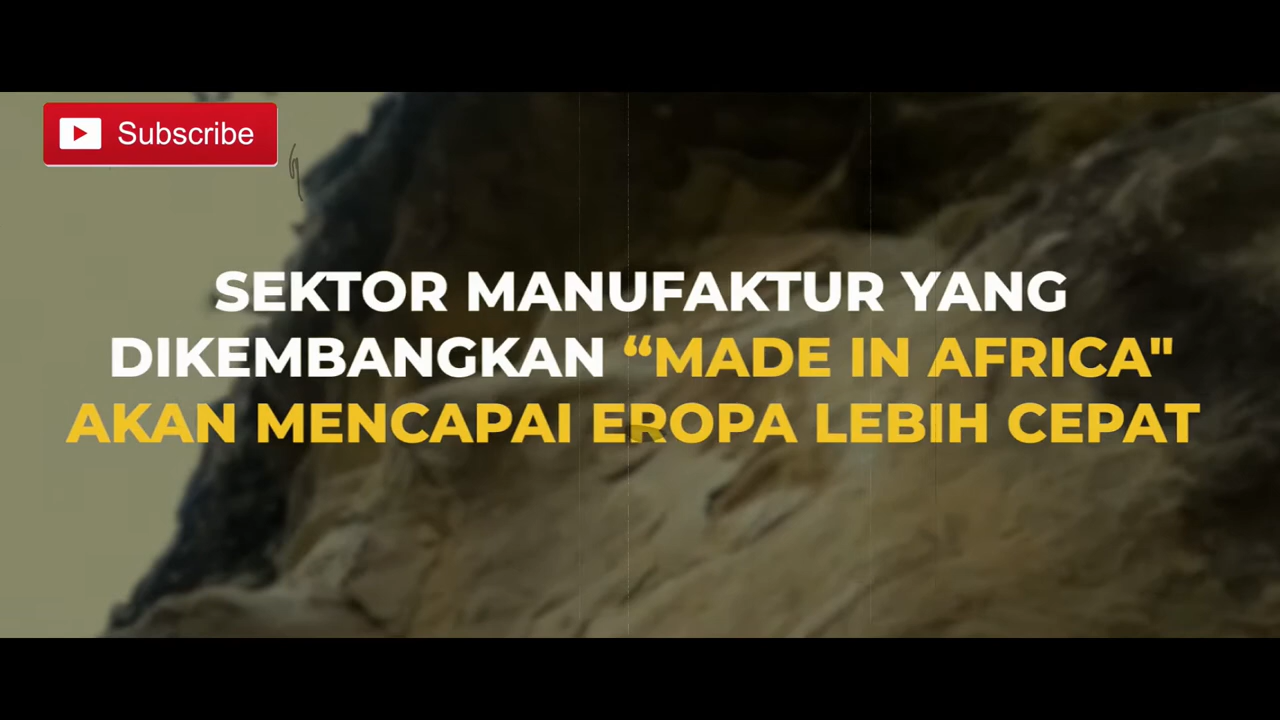 Subscribe
SEKTOR MANUFAKTUR YANG
DIKEMBANGKAN “MADE IN AFRICA"
AKAN MENCAPAI EROPA LEBIH CEPAT